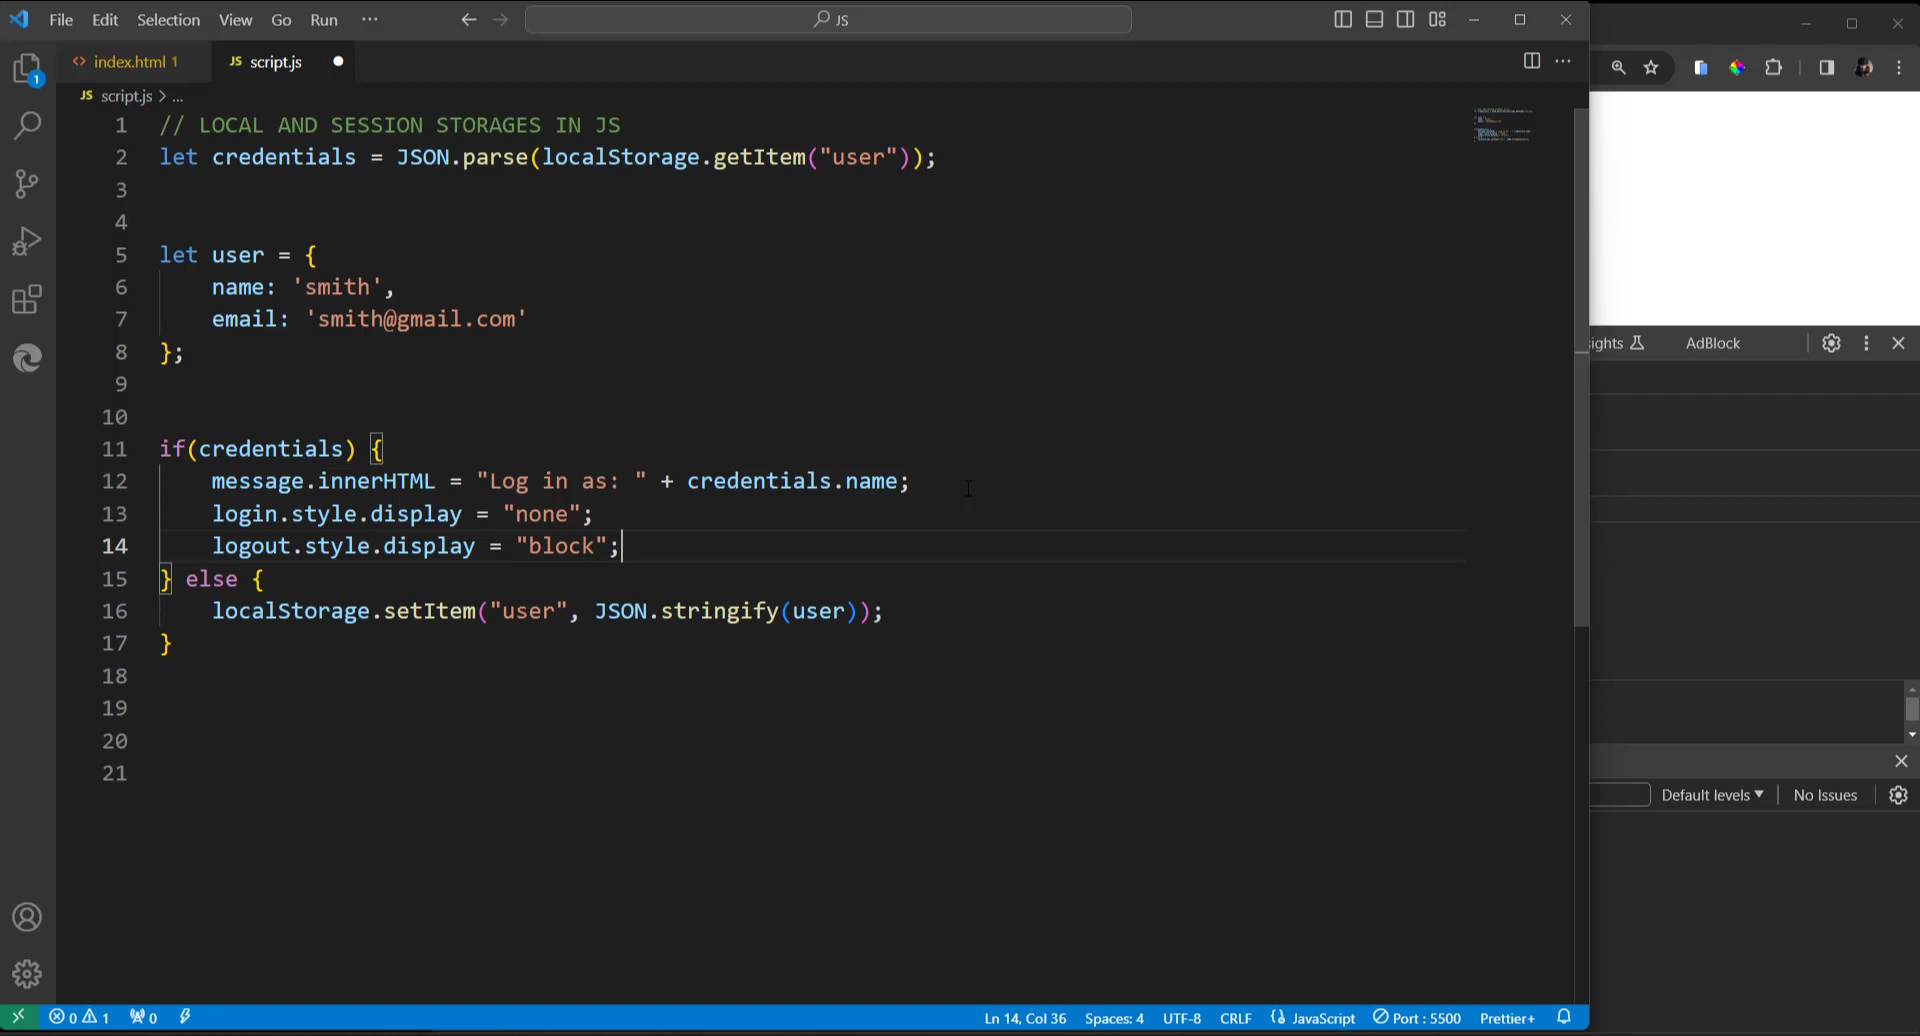 File Edit Selection View Go Run ··· JS
index.html 1 JS script.js
JS script.js > ...
1 // LOCAL AND SESSION STORAGES IN JS
2 let credentials = JSON.parse(localStorage.getItem("user"));
3
4
5 let user = {
6 name: 'smith',
7 email: 'smith@gmail.com'
8 };
9
10
11 if(credentials) {
12 message.innerHTML = "Log in as: " + credentials.name;
13 login.style.display = "none";
14 logout.style.display = "block";
15 } else {
16 localStorage.setItem("user", JSON.stringify(user));
17 }
18
19
20
21
1
sights AdBlock
Default levels No Issues
0 1 0 Ln 14, Col 36 Spaces: 4 UTF-8 CRLF JavaScript Port : 5500 Prettier+